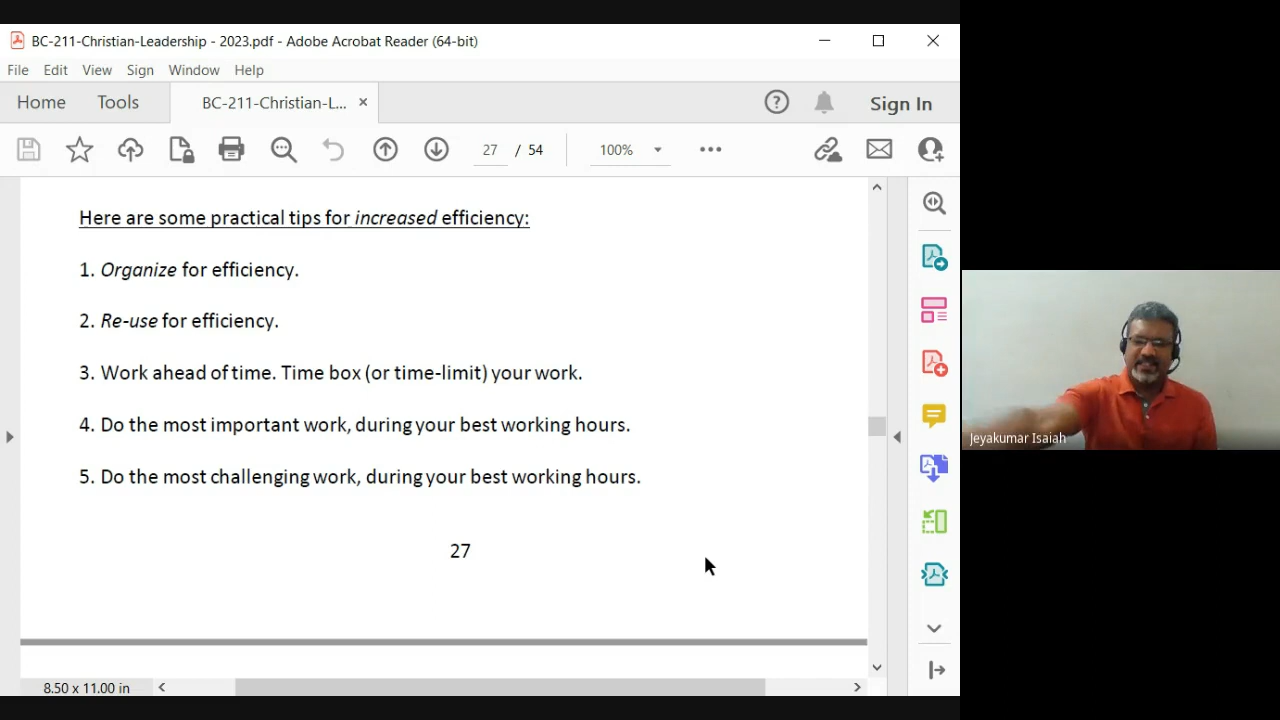 BC-211-Christian-Leadership - 2023.pdf - Adobe Acrobat Reader (64-bit)
File Edit View Sign Window Help
Home Tools BC-211-Christian-L... × Sign In
27 / 54 100%
Here are some practical tips for increased efficiency:
1. Organize for efficiency.
2. Re-use for efficiency.
3. Work ahead of time. Time box (or time-limit) your work.
4. Do the most important work, during your best working hours.
5. Do the most challenging work, during your best working hours.
27
8.50 x 11.00 in
Jeyakumar Isaiah